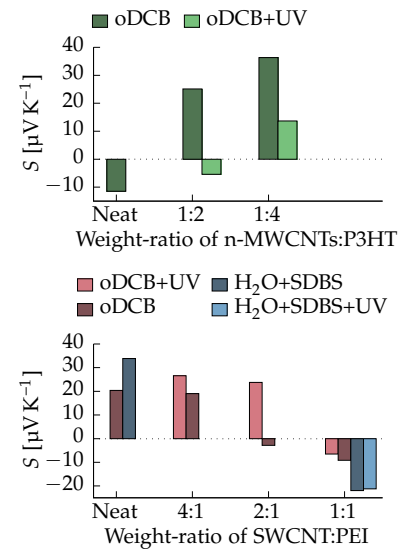 oDCB oDCB+UV
40
30
20
10
0
−10
S [µV K⁻¹]
Neat 1:2 1:4
Weight-ratio of n-MWCNTs:P3HT
oDCB+UV H₂O+SDBS
oDCB H₂O+SDBS+UV
40
30
20
10
0
−10
−20
S [µV K⁻¹]
Neat 4:1 2:1 1:1
Weight-ratio of SWCNT:PEI